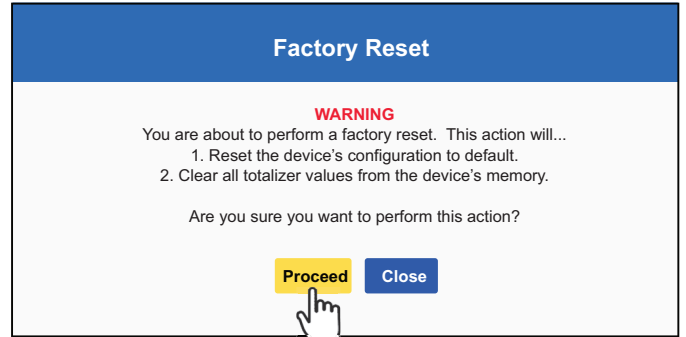 Factory Reset
WARNING
You are about to perform a factory reset.  This action will...
1. Reset the device’s configuration to default.
2. Clear all totalizer values from the device’s memory.
Are you sure you want to perform this action?
Proceed Close